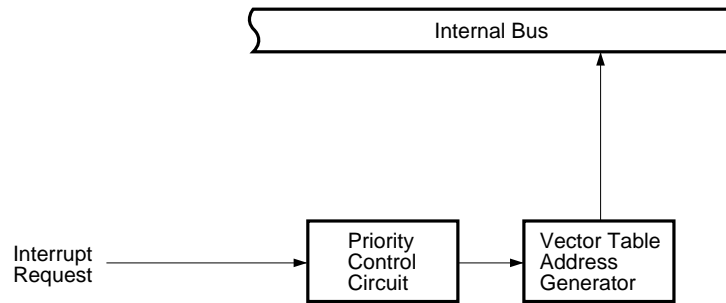 Internal Bus
Interrupt
Request
Priority
Control
Circuit
Vector Table
Address
Generator